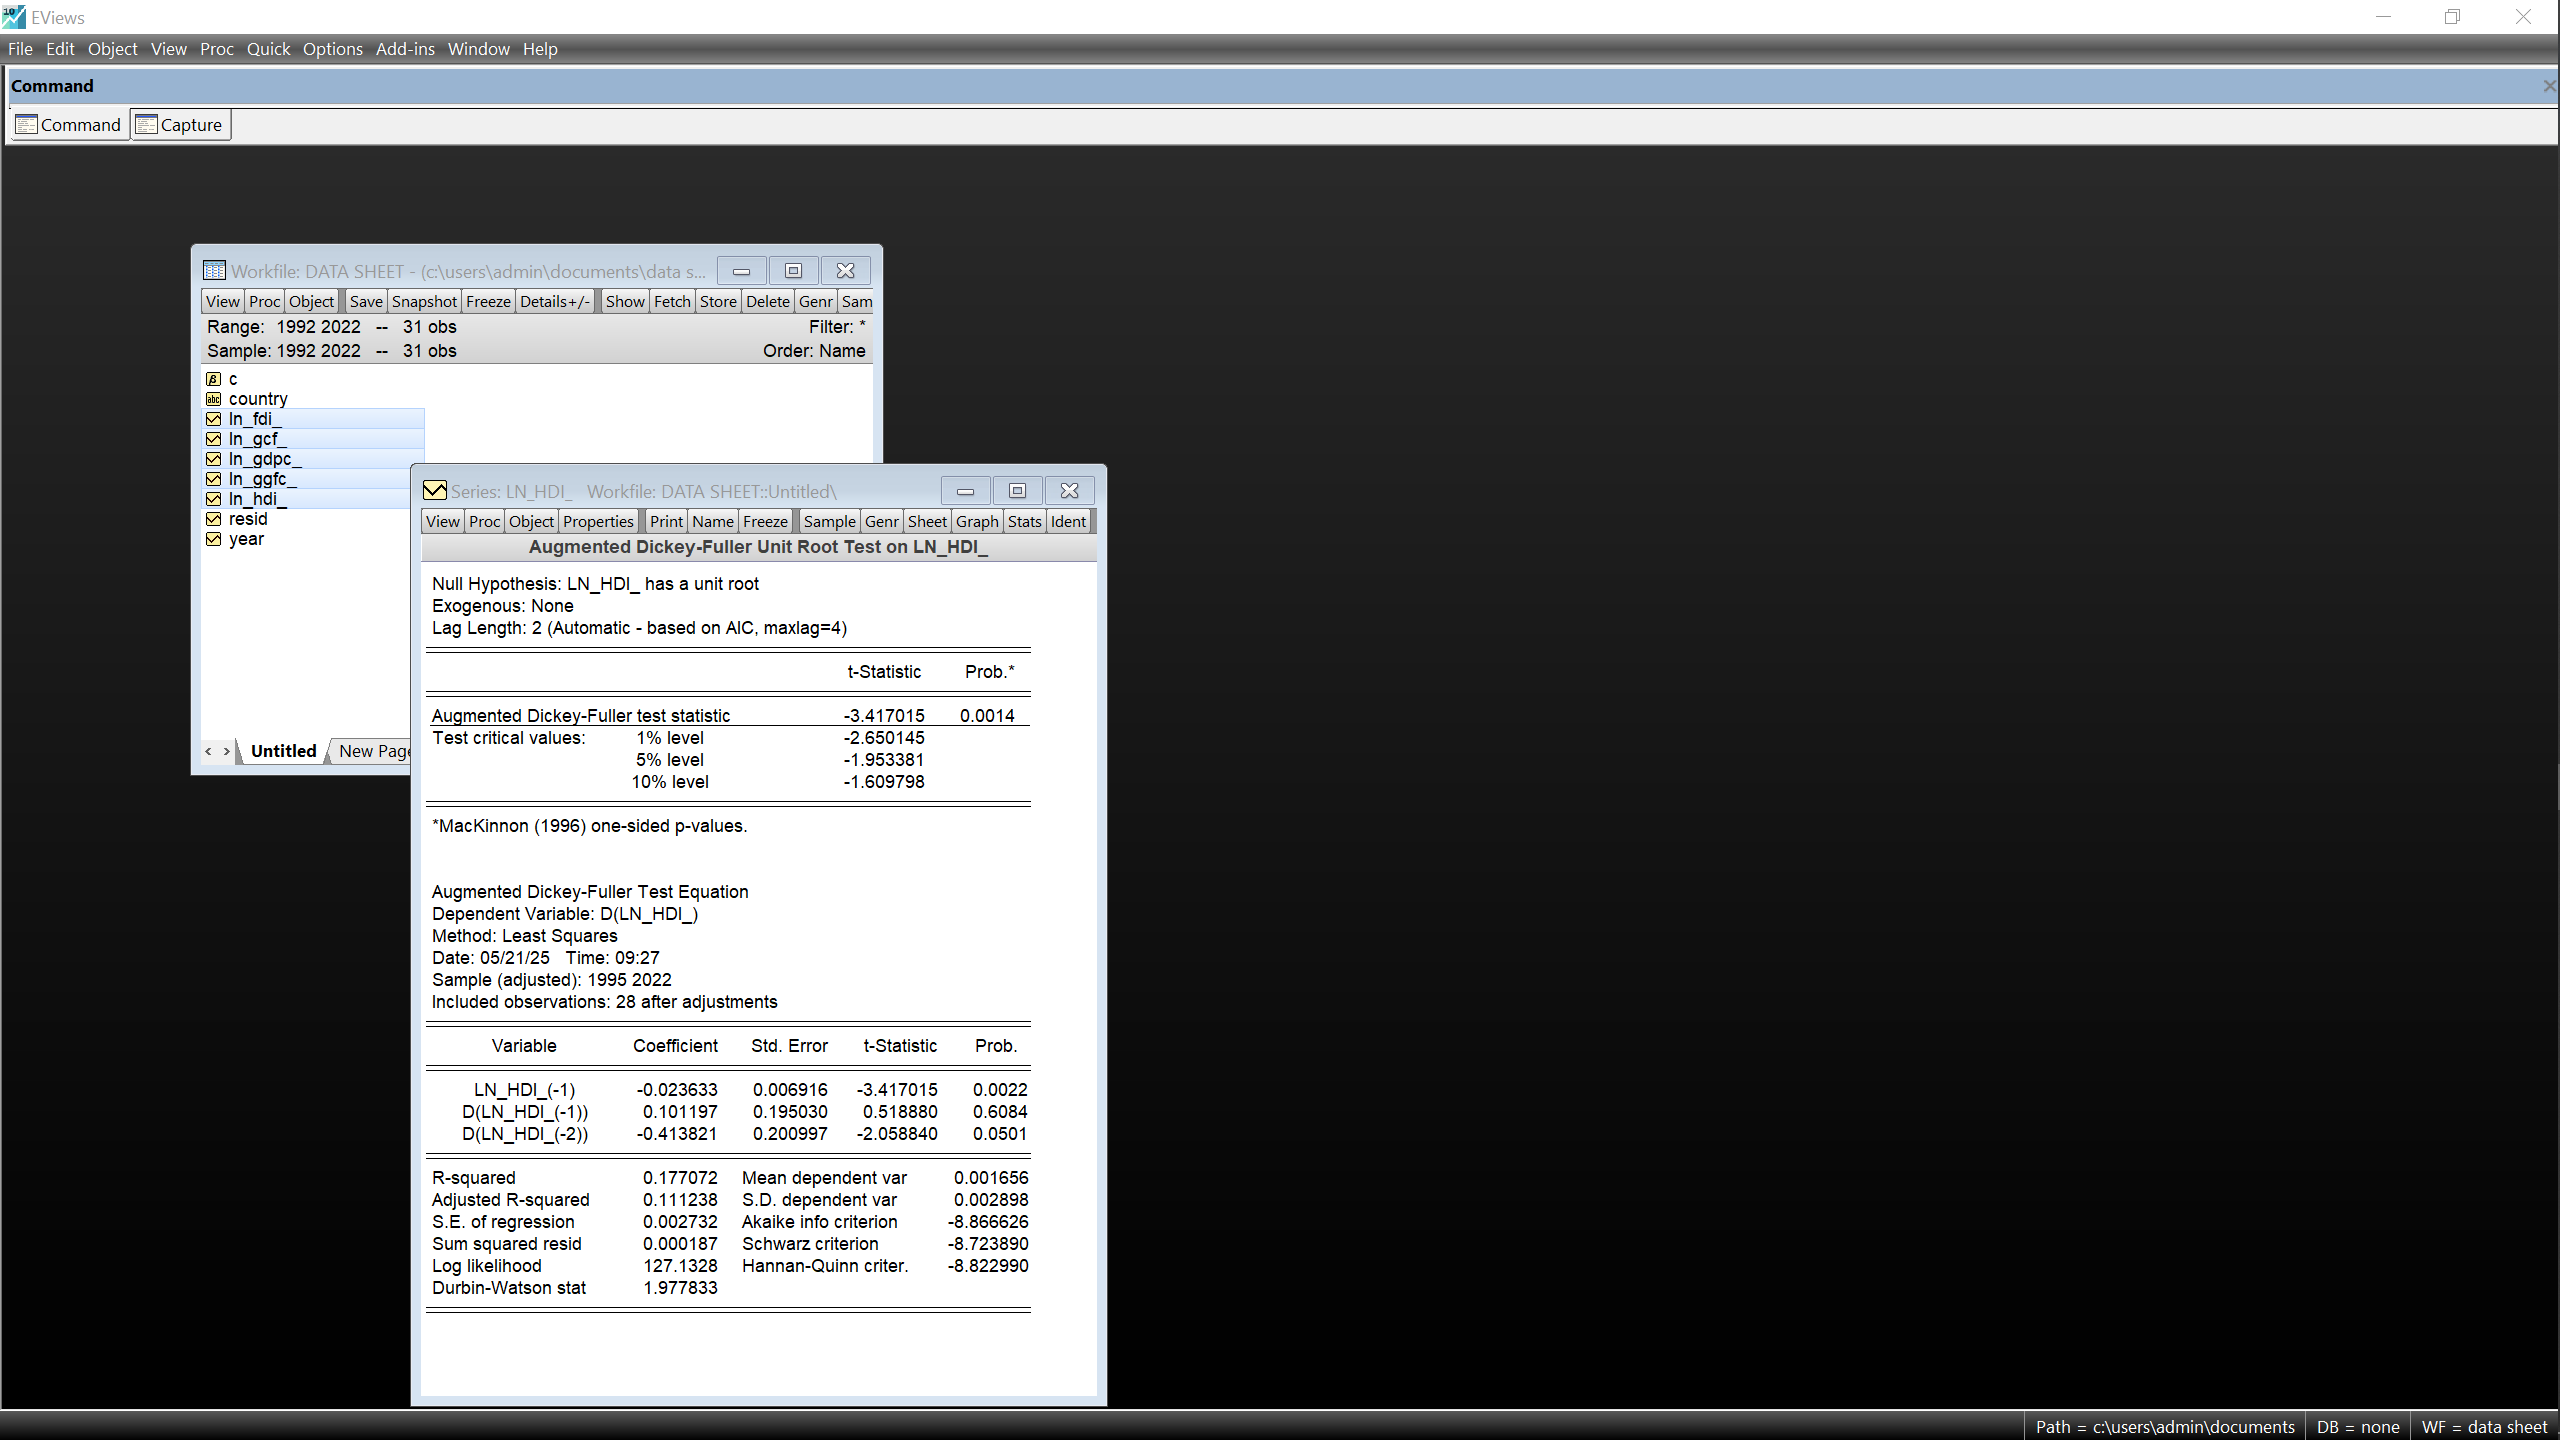 EViews
File Edit Object View Proc Quick Options Add-ins Window Help
Command
Command Capture
Workfile: DATA SHEET - (c:\users\admin\documents\data s...
View Proc Object Save Snapshot Freeze Details+/- Show Fetch Store Delete Genr Sam
Range: 1992 2022 -- 31 obs Filter: *
Sample: 1992 2022 -- 31 obs Order: Name
c
country
ln_fdi_
ln_gcf_
ln_gdpc_
ln_ggfc_
ln_hdi_
resid
year
Untitled New Page
Series: LN_HDI_ Workfile: DATA SHEET::Untitled\
View Proc Object Properties Print Name Freeze Sample Genr Sheet Graph Stats Ident
Augmented Dickey-Fuller Unit Root Test on LN_HDI_
Null Hypothesis: LN_HDI_ has a unit root
Exogenous: None
Lag Length: 2 (Automatic - based on AIC, maxlag=4)
t-Statistic Prob.*
Augmented Dickey-Fuller test statistic -3.417015 0.0014
Test critical values: 1% level -2.650145
5% level -1.953381
10% level -1.609798
*MacKinnon (1996) one-sided p-values.
Augmented Dickey-Fuller Test Equation
Dependent Variable: D(LN_HDI_)
Method: Least Squares
Date: 05/21/25 Time: 09:27
Sample (adjusted): 1995 2022
Included observations: 28 after adjustments
Variable Coefficient Std. Error t-Statistic Prob.
LN_HDI_(-1) -0.023633 0.006916 -3.417015 0.0022
D(LN_HDI_(-1)) 0.101197 0.195030 0.518880 0.6084
D(LN_HDI_(-2)) -0.413821 0.200997 -2.058840 0.0501
R-squared 0.177072 Mean dependent var 0.001656
Adjusted R-squared 0.111238 S.D. dependent var 0.002898
S.E. of regression 0.002732 Akaike info criterion -8.866626
Sum squared resid 0.000187 Schwarz criterion -8.723890
Log likelihood 127.1328 Hannan-Quinn criter. -8.822990
Durbin-Watson stat 1.977833
Path = c:\users\admin\documents DB = none WF = data sheet